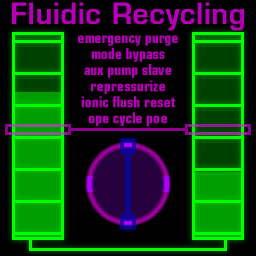 Fluidic Recycling
emergency purge
mode bypass
aux pump slave
repressurize
ionic flush reset
ope cycle poe